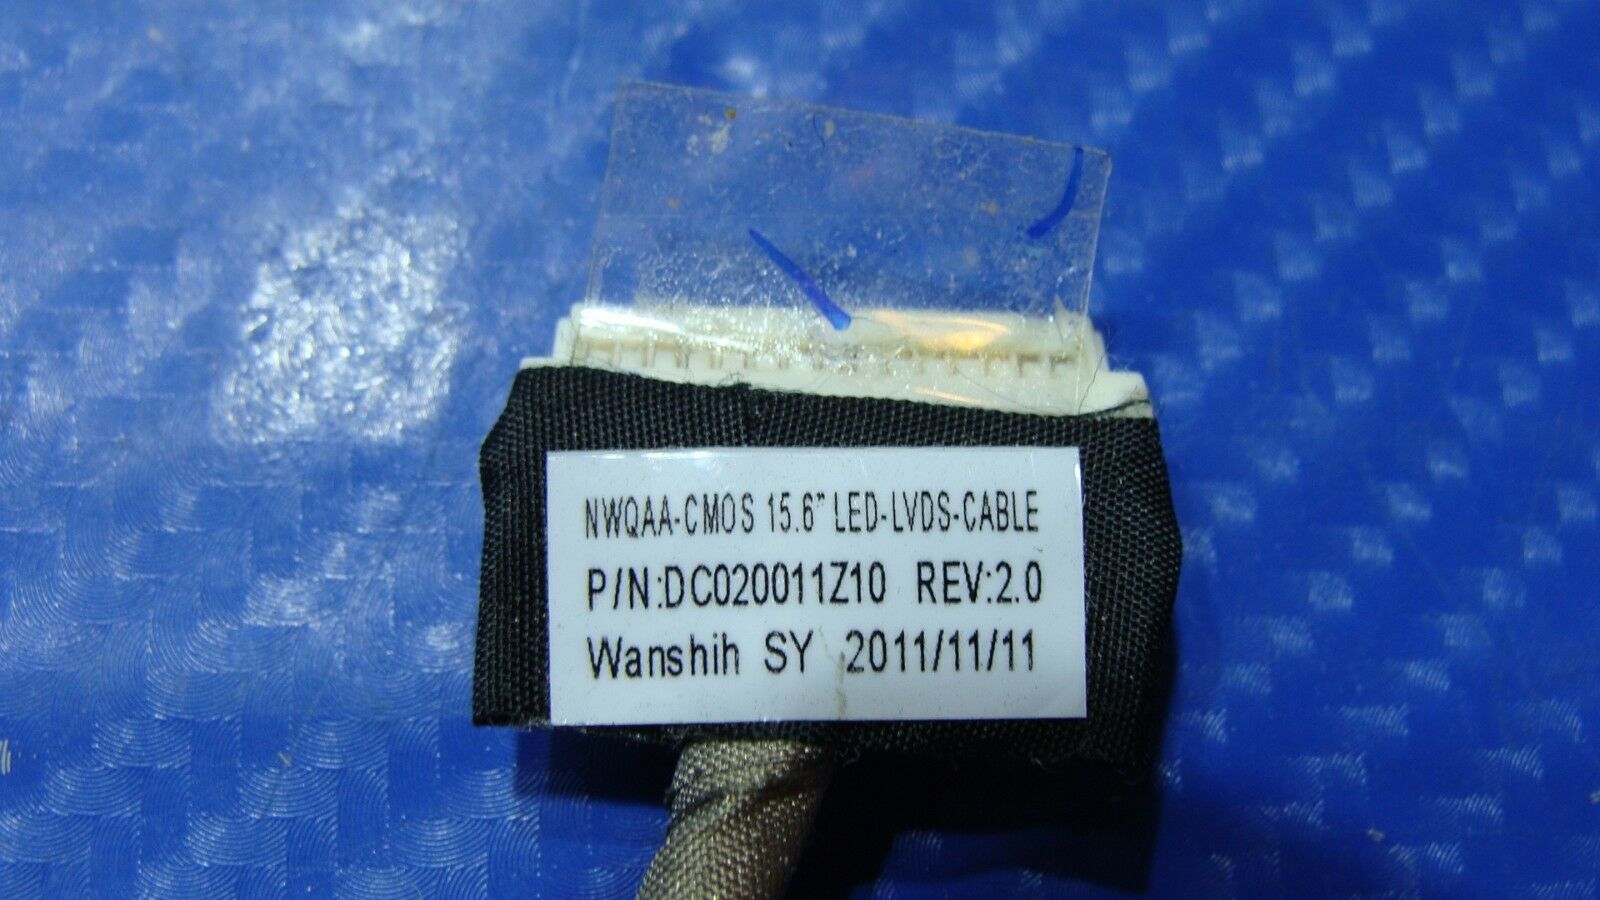 NWQAA-CMOS 15.6" LED-LVDS-CABLE
P/N:DC020011Z10 REV:2.0
Wanshih SY 2011/11/11